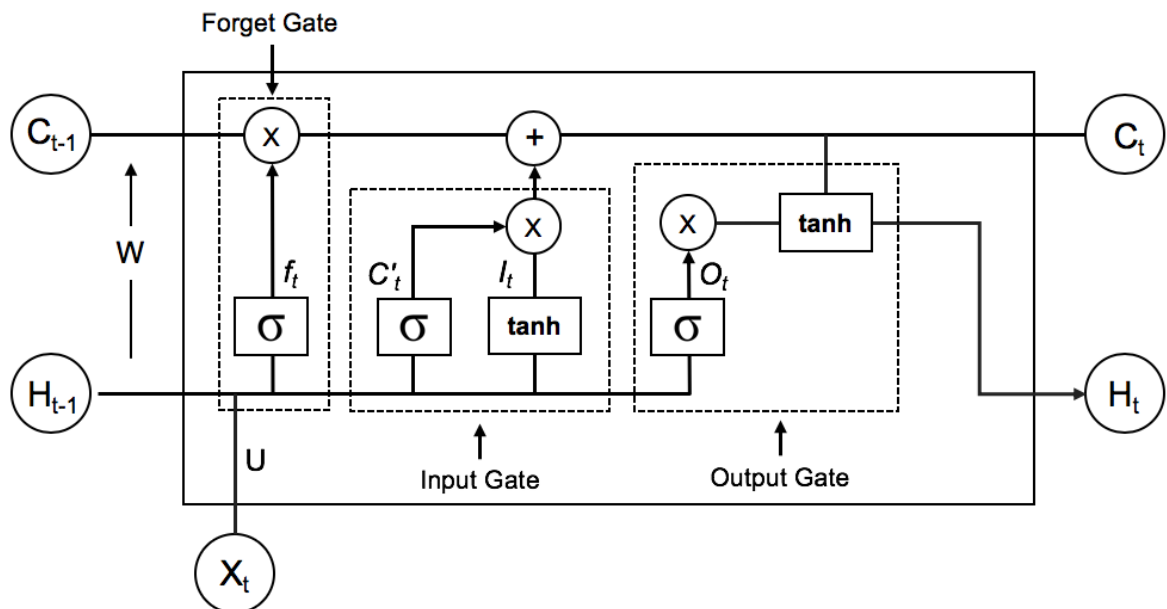 Forget Gate
C_{t-1}
X
+
C_t
W
X
X
tanh
f_t
C'_t
I_t
O_t
σ
σ
tanh
σ
H_{t-1}
H_t
U
Input Gate
Output Gate
X_t